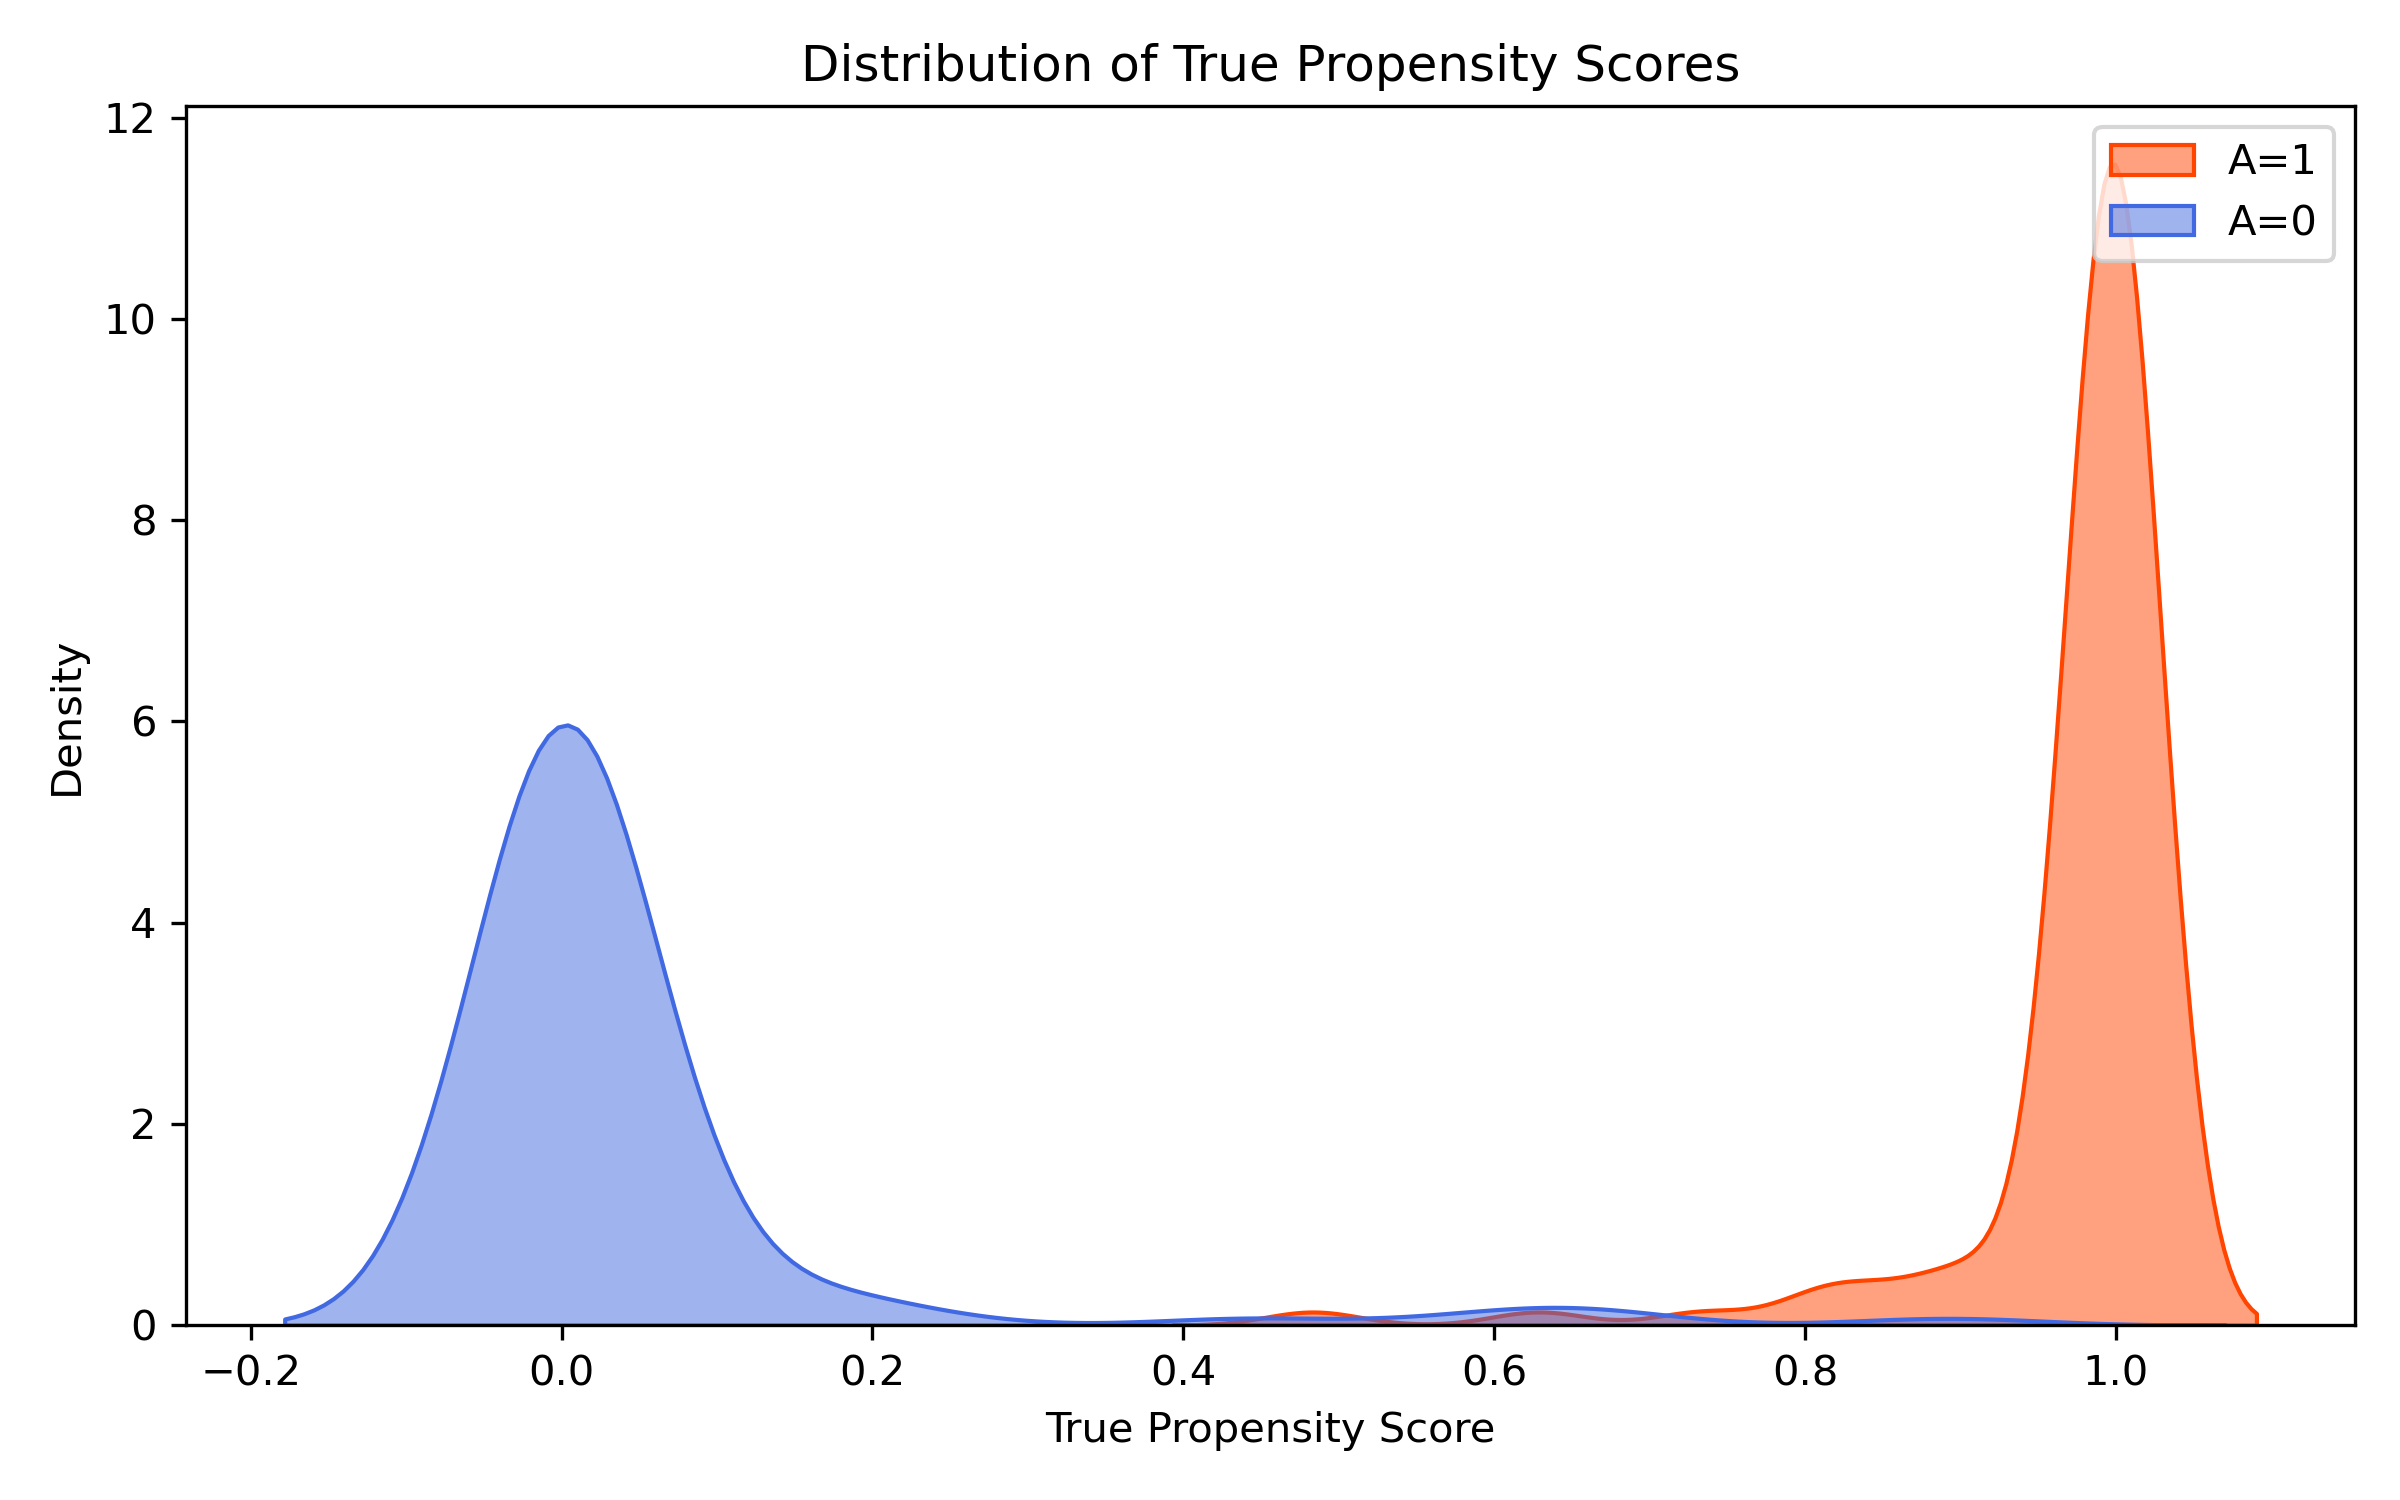 Distribution of True Propensity Scores
12
10
8
6
4
2
0
Density
A=1
A=0
−0.2 0.0 0.2 0.4 0.6 0.8 1.0
True Propensity Score